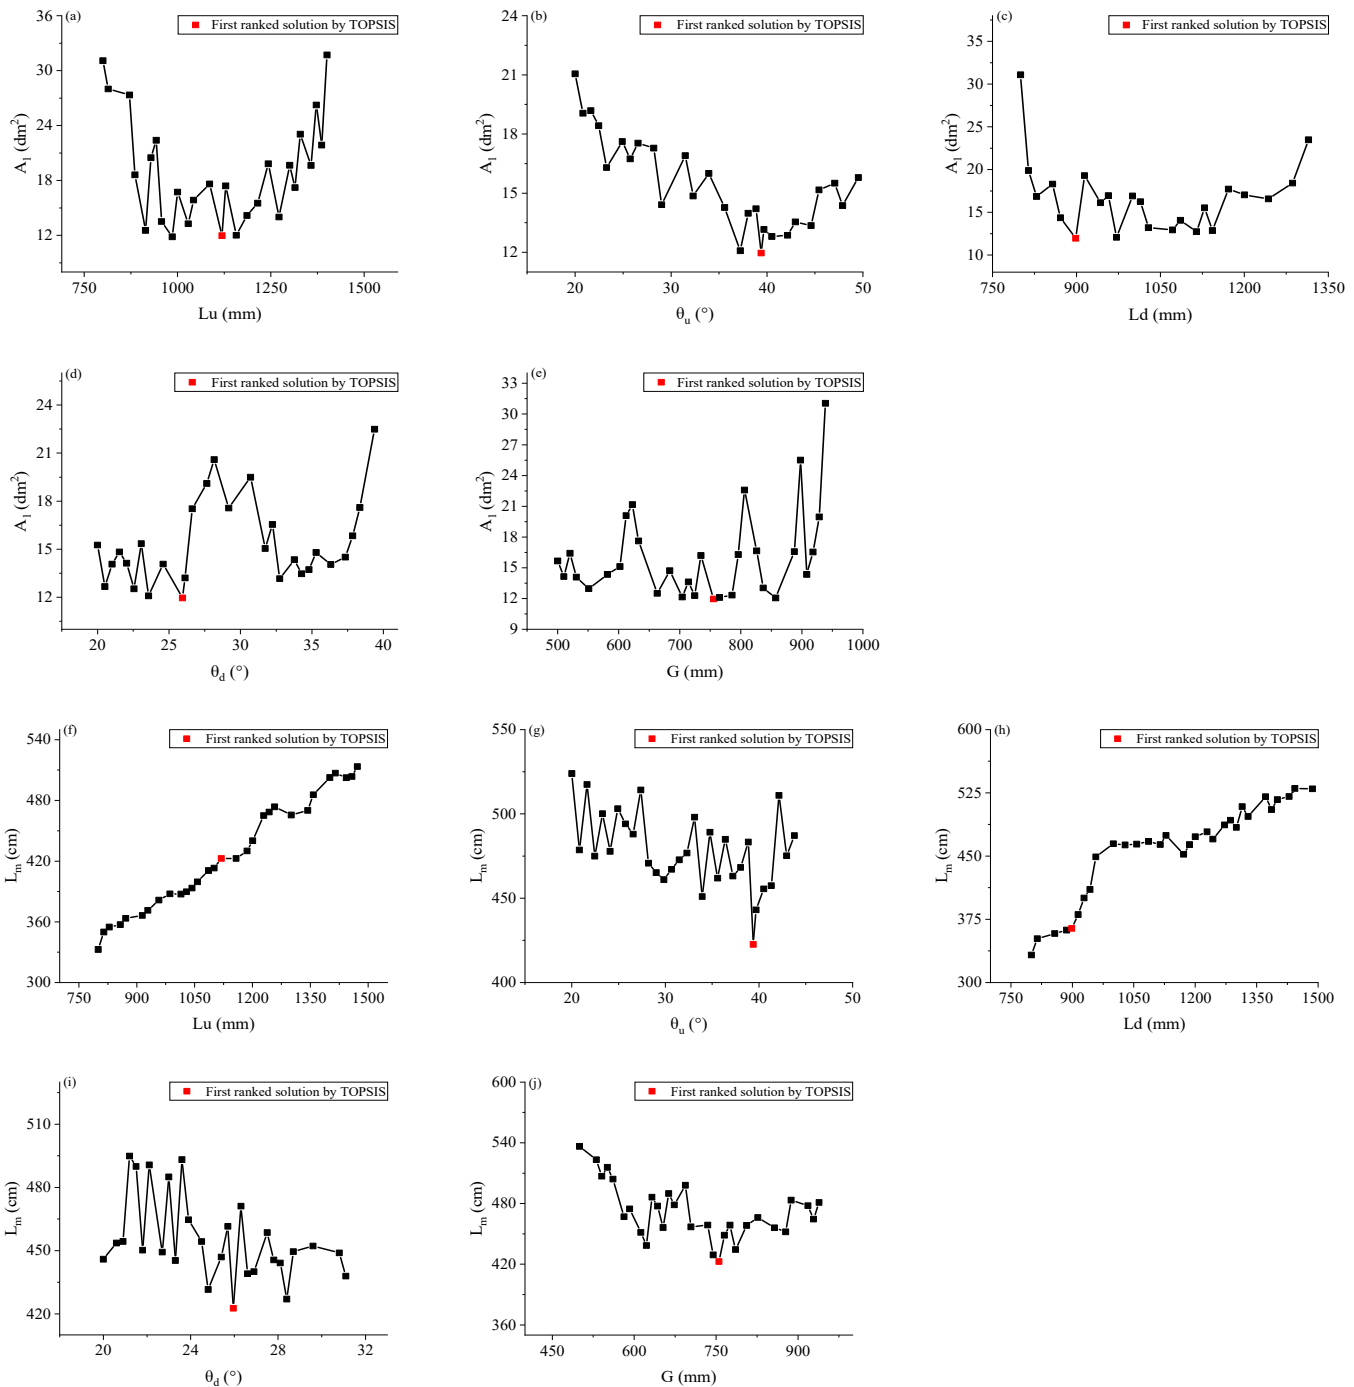 (a)
First ranked solution by TOPSIS
36
30
24
18
12
A₁ (dm²)
750 1000 1250 1500
Lu (mm)
(b)
First ranked solution by TOPSIS
24
21
18
15
12
A₁ (dm²)
20 30 40 50
θᵤ (°)
(c)
First ranked solution by TOPSIS
35
30
25
20
15
10
A₁ (dm²)
750 900 1050 1200 1350
Ld (mm)
(d)
First ranked solution by TOPSIS
24
21
18
15
12
A₁ (dm²)
20 25 30 35 40
θ_d (°)
(e)
First ranked solution by TOPSIS
33
30
27
24
21
18
15
12
9
A₁ (dm²)
500 600 700 800 900 1000
G (mm)
(f)
First ranked solution by TOPSIS
540
480
420
360
300
Lₘ (cm)
750 900 1050 1200 1350 1500
Lu (mm)
(g)
First ranked solution by TOPSIS
550
500
450
400
Lₘ (cm)
20 30 40 50
θᵤ (°)
(h)
First ranked solution by TOPSIS
600
525
450
375
300
Lₘ (cm)
750 900 1050 1200 1350 1500
Ld (mm)
(i)
First ranked solution by TOPSIS
510
480
450
420
Lₘ (cm)
20 24 28 32
θ_d (°)
(j)
First ranked solution by TOPSIS
600
540
480
420
360
Lₘ (cm)
450 600 750 900
G (mm)